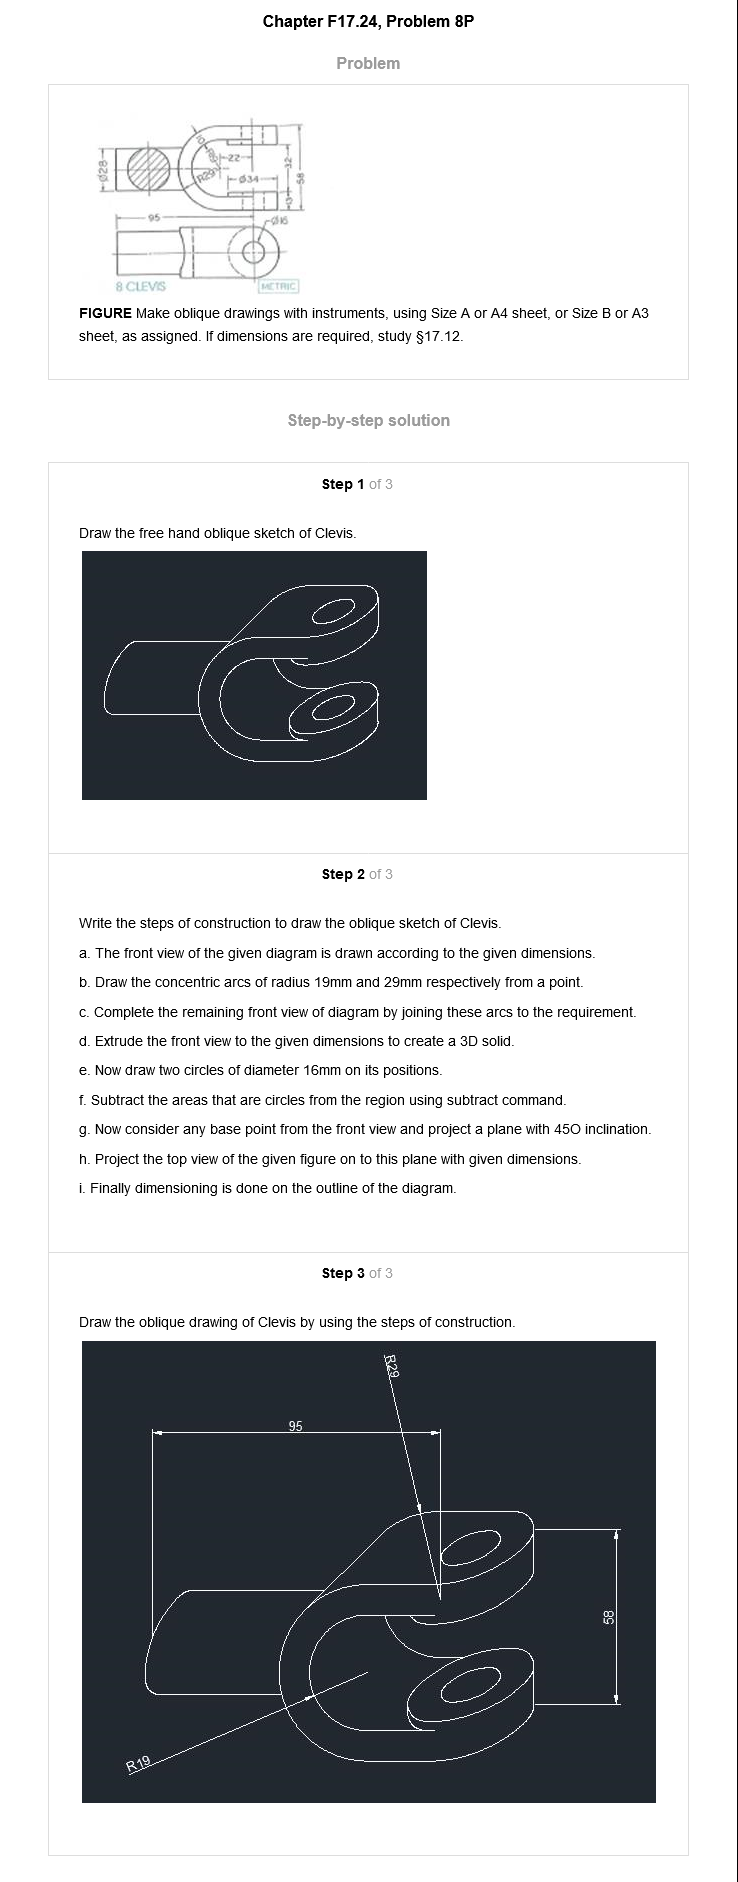 Chapter F17.24, Problem 8P
Problem
Ø28
R29
22
Ø34
32
58
13
95
Ø16
8 CLEVIS
METRIC
FIGURE Make oblique drawings with instruments, using Size A or A4 sheet, or Size B or A3
sheet, as assigned. If dimensions are required, study §17.12.
Step-by-step solution
Step 1 of 3
Draw the free hand oblique sketch of Clevis.
Step 2 of 3
Write the steps of construction to draw the oblique sketch of Clevis.
a. The front view of the given diagram is drawn according to the given dimensions.
b. Draw the concentric arcs of radius 19mm and 29mm respectively from a point.
c. Complete the remaining front view of diagram by joining these arcs to the requirement.
d. Extrude the front view to the given dimensions to create a 3D solid.
e. Now draw two circles of diameter 16mm on its positions.
f. Subtract the areas that are circles from the region using subtract command.
g. Now consider any base point from the front view and project a plane with 45O inclination.
h. Project the top view of the given figure on to this plane with given dimensions.
i. Finally dimensioning is done on the outline of the diagram.
Step 3 of 3
Draw the oblique drawing of Clevis by using the steps of construction.
R29
95
58
R19